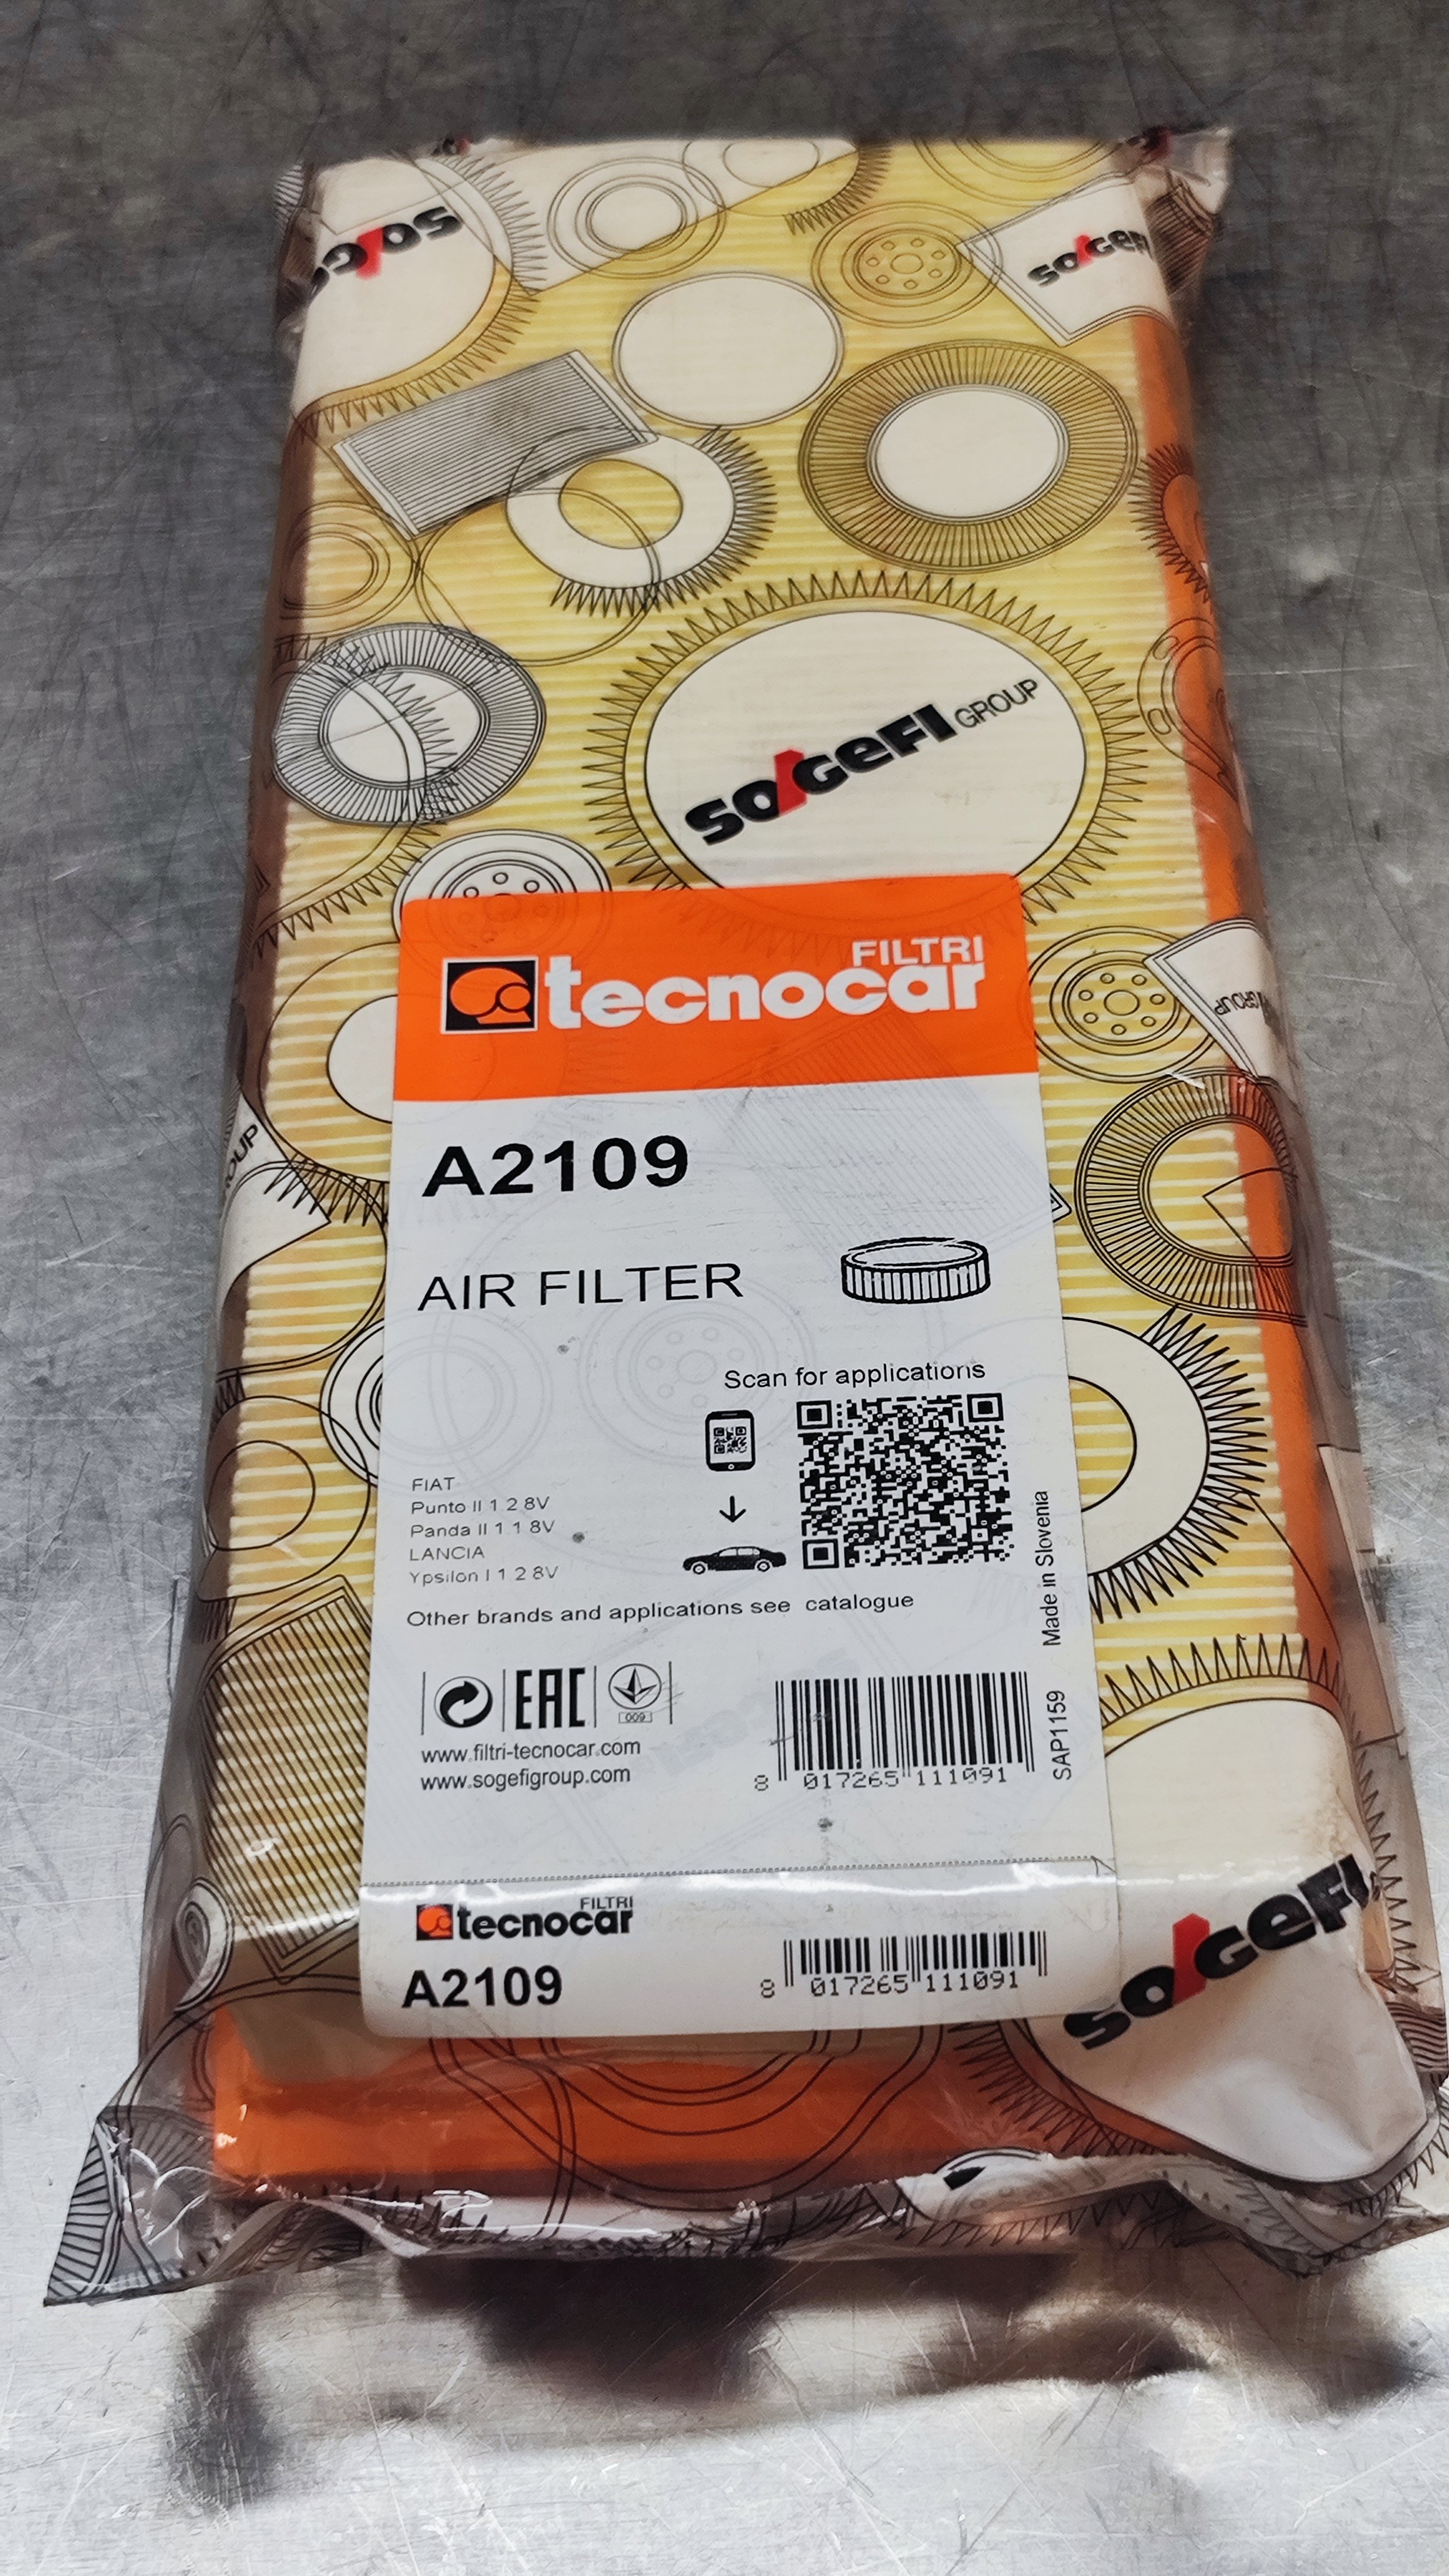 SOGEFI
SOGEFI
SOGEFI GROUP
FILTRI
tecnocar
GROUP
A2109
AIR FILTER
Scan for applications
FIAT
Punto II 1 2 8V
Panda II 1 1 8V
LANCIA
Ypsilon I 1 2 8V
Other brands and applications see catalogue
Made in Slovenia
EAC
009
www.filtri-tecnocar.com
www.sogefigroup.com
8 017265 111091
SAP1159
FILTRI
tecnocar
A2109
8 017265 111091
SOGEFI